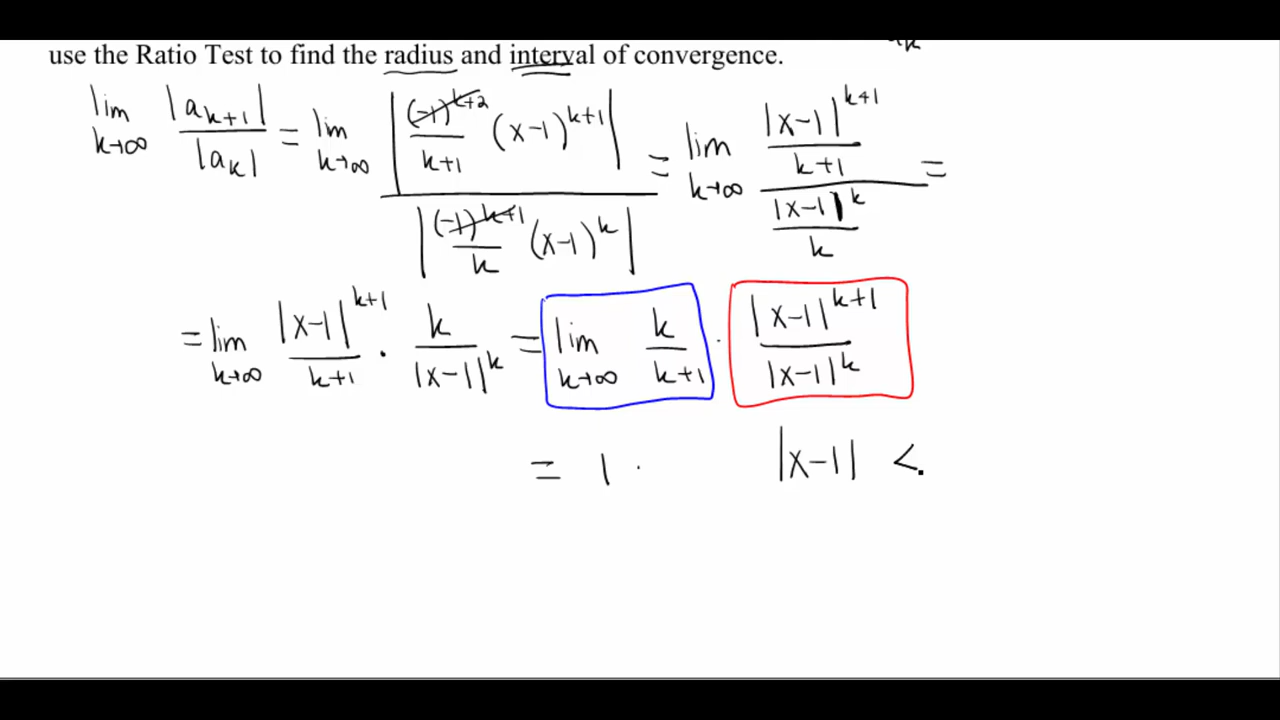 a_k
use the Ratio Test to find the radius and interval of convergence.
lim k→∞ |a_{k+1}| / |a_k| = lim k→∞ |(-1)^{k+2} / k+1 (x-1)^{k+1}| / |(-1)^{k+1} / k (x-1)^k| = lim k→∞ (|x-1|^{k+1} / k+1) / (|x-1|^k / k) =
= lim k→∞ |x-1|^{k+1} / k+1 · k / |x-1|^k = lim k→∞ k / k+1 · |x-1|^{k+1} / |x-1|^k
= 1 · |x-1| <